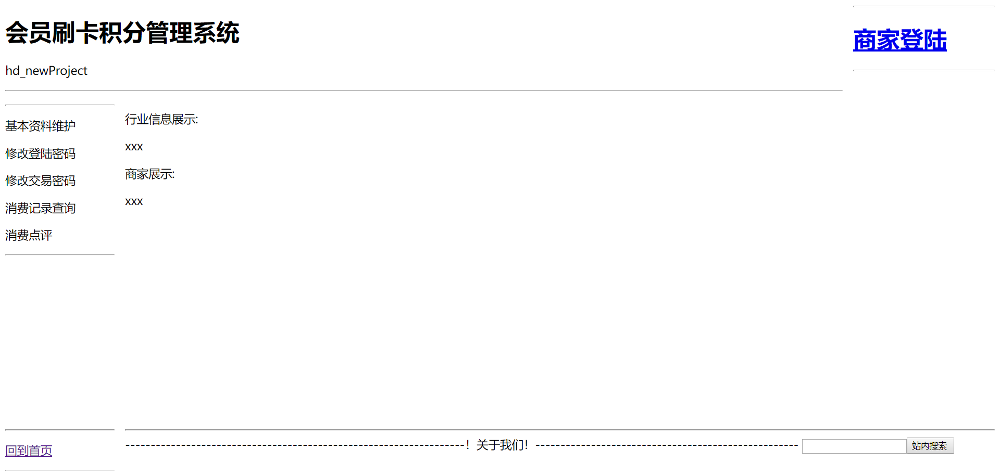 会员刷卡积分管理系统
商家登陆
hd_newProject
基本资料维护
修改登陆密码
修改交易密码
消费记录查询
消费点评
行业信息展示:
xxx
商家展示:
xxx
回到首页
-------------------------------------------------------------------! 关于我们! ---------------------------------------------------- 站内搜索